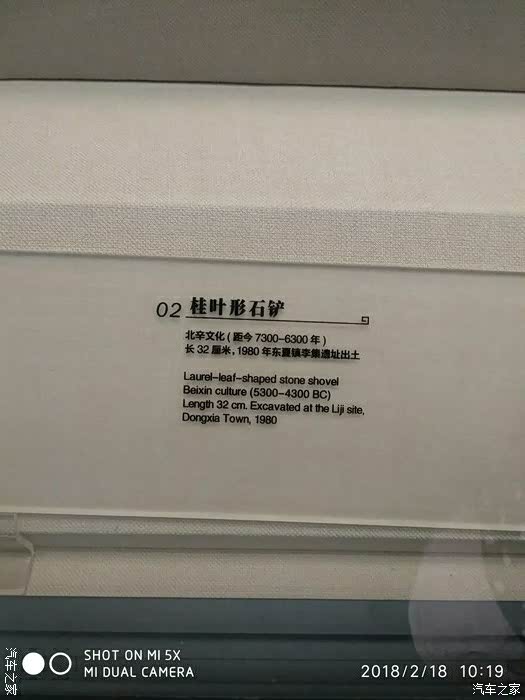 02 桂叶形石铲
北辛文化 (距今 7300-6300 年)
长 32 厘米, 1980 年东夏镇李集遗址出土
Laurel-leaf-shaped stone shovel
Beixin culture (5300-4300 BC)
Length 32 cm. Excavated at the Liji site,
Dongxia Town, 1980
汽车之家
SHOT ON MI 5X
MI DUAL CAMERA
2018/2/18 10:19
汽车之家